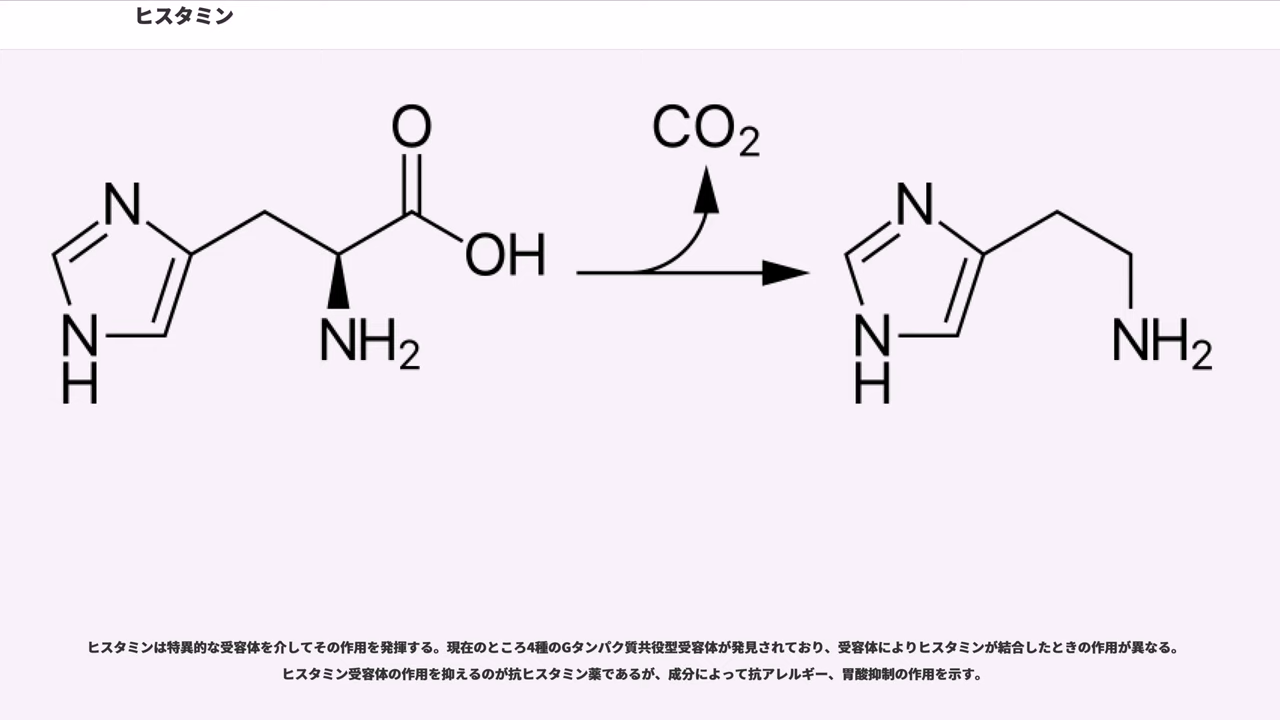 ヒスタミン
O
CO2
N
OH
N
NH2
N
H
NH2
N
H
ヒスタミンは特異的な受容体を介してその作用を発揮する。現在のところ4種のGタンパク質共役型受容体が発見されており、受容体によりヒスタミンが結合したときの作用が異なる。
ヒスタミン受容体の作用を抑えるのが抗ヒスタミン薬であるが、成分によって抗アレルギー、胃酸抑制の作用を示す。